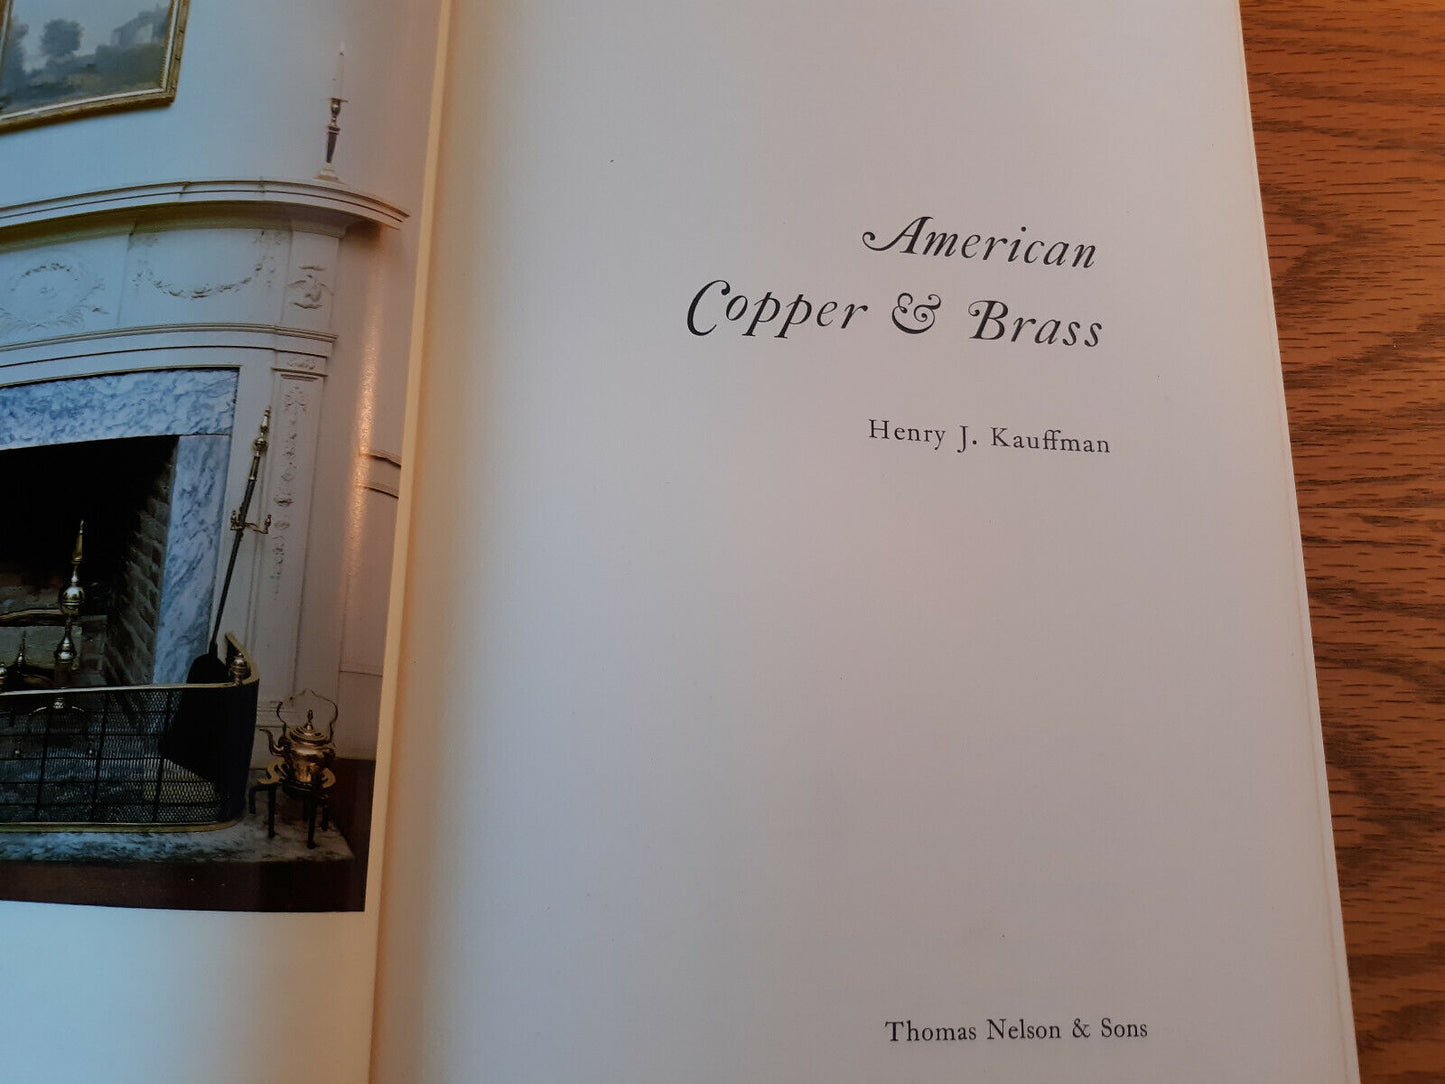 American
Copper & Brass
Henry J. Kauffman
Thomas Nelson & Sons